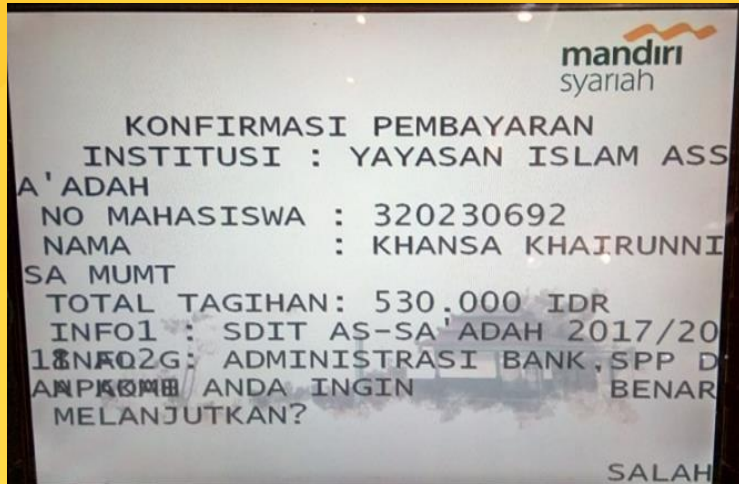 mandiri
syariah
KONFIRMASI PEMBAYARAN
INSTITUSI : YAYASAN ISLAM ASS
A'ADAH
NO MAHASISWA : 320230692
NAMA : KHANSA KHAIRUNNI
SA MUMT
TOTAL TAGIHAN: 530,000 IDR
INFO1 : SDIT AS-SA'ADAH 2017/20
ADMINISTRASI BANK,SPP D
ANDA INGIN BENAR
MELANJUTKAN?
SALAH